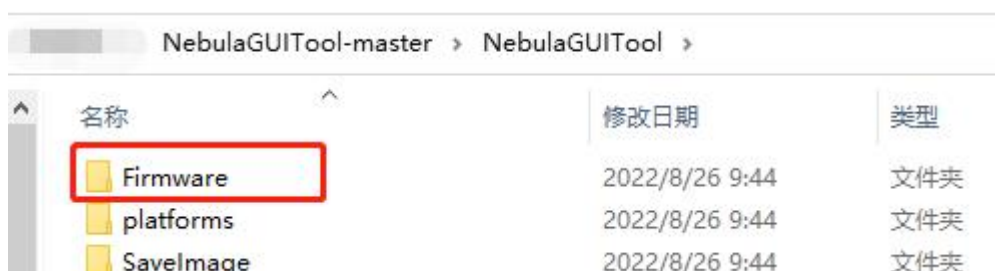 NebulaGUITool-master › NebulaGUITool ›
名称 修改日期 类型
Firmware 2022/8/26 9:44 文件夹
platforms 2022/8/26 9:44 文件夹
SaveImage 2022/8/26 9:44 文件夹